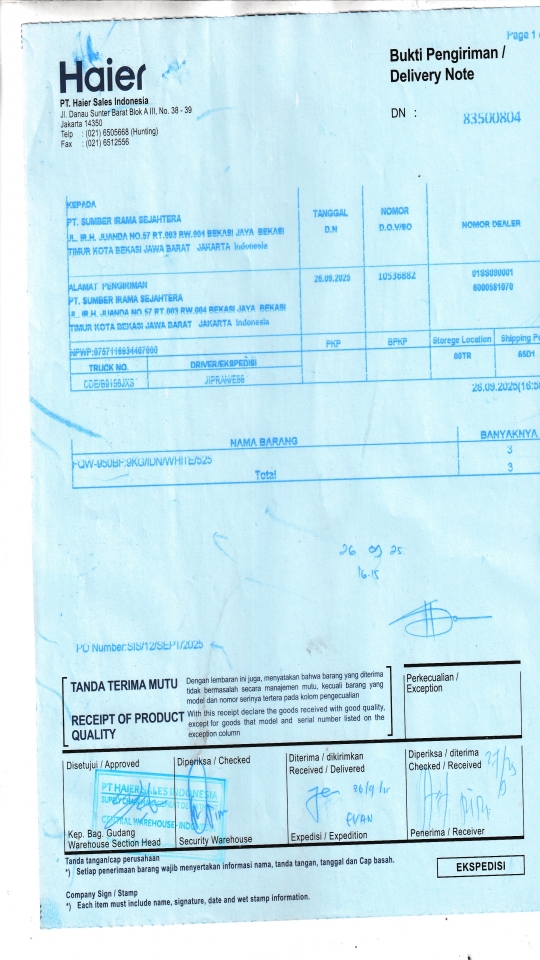 Page 1
Haier
Bukti Pengiriman /
Delivery Note
PT. Haier Sales Indonesia
Jl. Danau Sunter Barat Blok A III, No. 38 - 39
Jakarta 14350
Telp : (021) 6505668 (Hunting)
Fax : (021) 6512556
DN : 83500804
KEPADA
PT. SUMBER IRAMA SEJAHTERA
JL. IR.H. JUANDA NO.57 RT.003 RW.004 BEKASI JAYA BEKASI
TIMUR KOTA BEKASI JAWA BARAT JAKARTA Indonesia
TANGGAL
D.N
NOMOR
D.O./BO
NOMOR DEALER
ALAMAT PENGIRIMAN
PT. SUMBER IRAMA SEJAHTERA
JL. IR.H. JUANDA NO.57 RT.003 RW.004 BEKASI JAYA BEKASI
TIMUR KOTA BEKASI JAWA BARAT JAKARTA Indonesia
26.09.2025
10536882
6000581070
TRUCK NO.
DRIVER/EKSPEDISI
PKP
BPKP
Storege Location
Shipping Po
00TR
65D1
26.09.2025(16:5
NAMA BARANG
BANYAKNYA
FQW-950BF:9KG/IDN/WHITE/525
3
Total
3
26 09 25
16.15
PO Number:SIS/12/SEPT/2025
TANDA TERIMA MUTU
Dengan lembaran ini juga, menyatakan bahwa barang yang diterima
tidak bermasalah secara manajemen mutu, kecuali barang yang
model dan nomor serinya tertera pada kolom pengecualian
RECEIPT OF PRODUCT
QUALITY
With this receipt declare the goods received with good quality,
except for goods that model and serial number listed on the
exception column
Perkecualian /
Exception
Disetujui / Approved
Diperiksa / Checked
Diterima / dikirimkan
Received / Delivered
Diperiksa / diterima
Checked / Received
PT HAIER SALES INDONESIA
CENTRAL WAREHOUSE-INDO
26/9/25
EVAN
Kep. Bag. Gudang
Warehouse Section Head
Security Warehouse
Expedisi / Expedition
Penerima / Receiver
Tanda tangan/cap perusahaan
*) Setiap penerimaan barang wajib menyertakan informasi nama, tanda tangan, tanggal dan Cap basah.
EKSPEDISI
Company Sign / Stamp
*) Each item must include name, signature, date and wet stamp information.